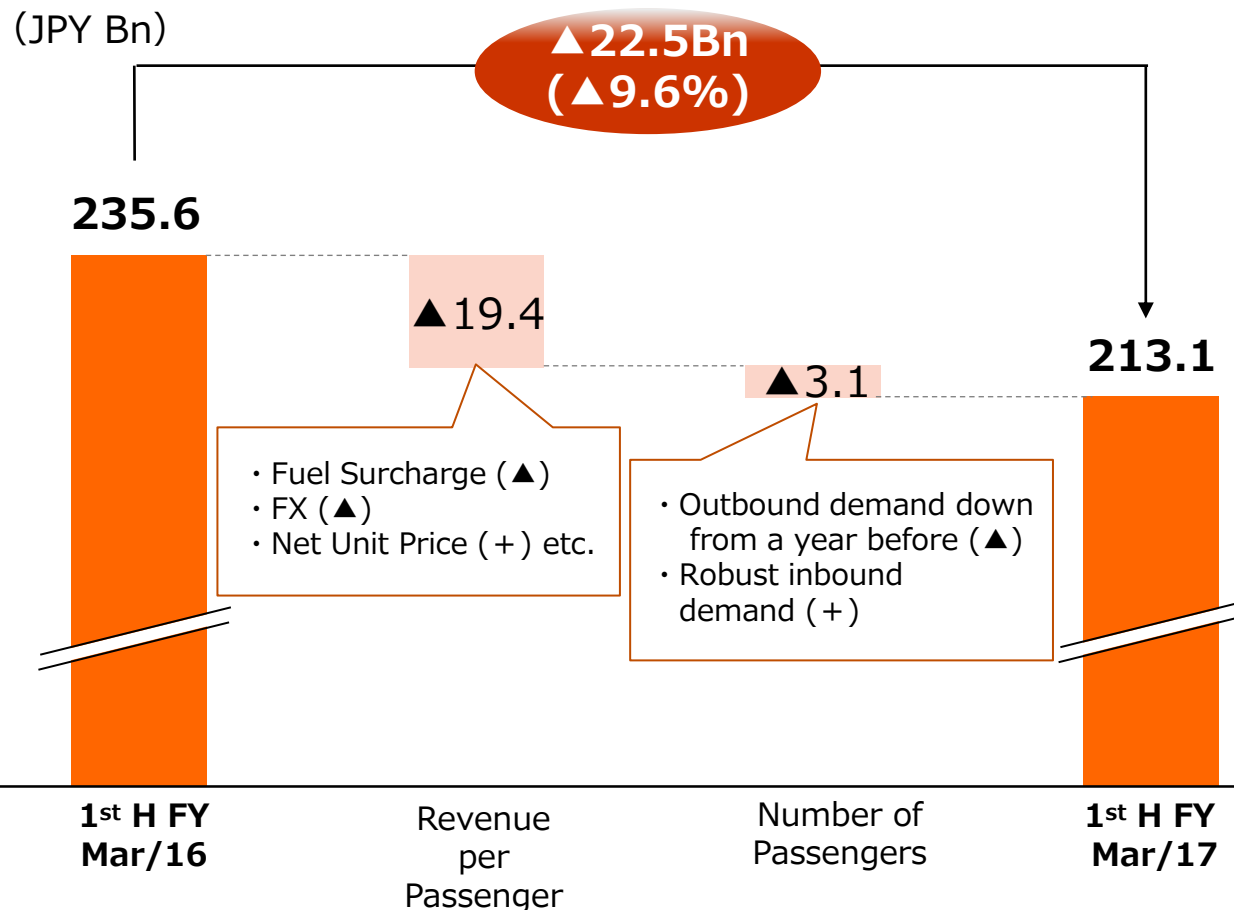 (JPY Bn)
▲22.5Bn
(▲9.6%)
235.6
▲19.4
▲3.1
213.1
・Fuel Surcharge (▲)
・FX (▲)
・Net Unit Price (+) etc.
・Outbound demand down
from a year before (▲)
・Robust inbound
demand (+)
1st H FY
Mar/16
Revenue
per
Passenger
Number of
Passengers
1st H FY
Mar/17